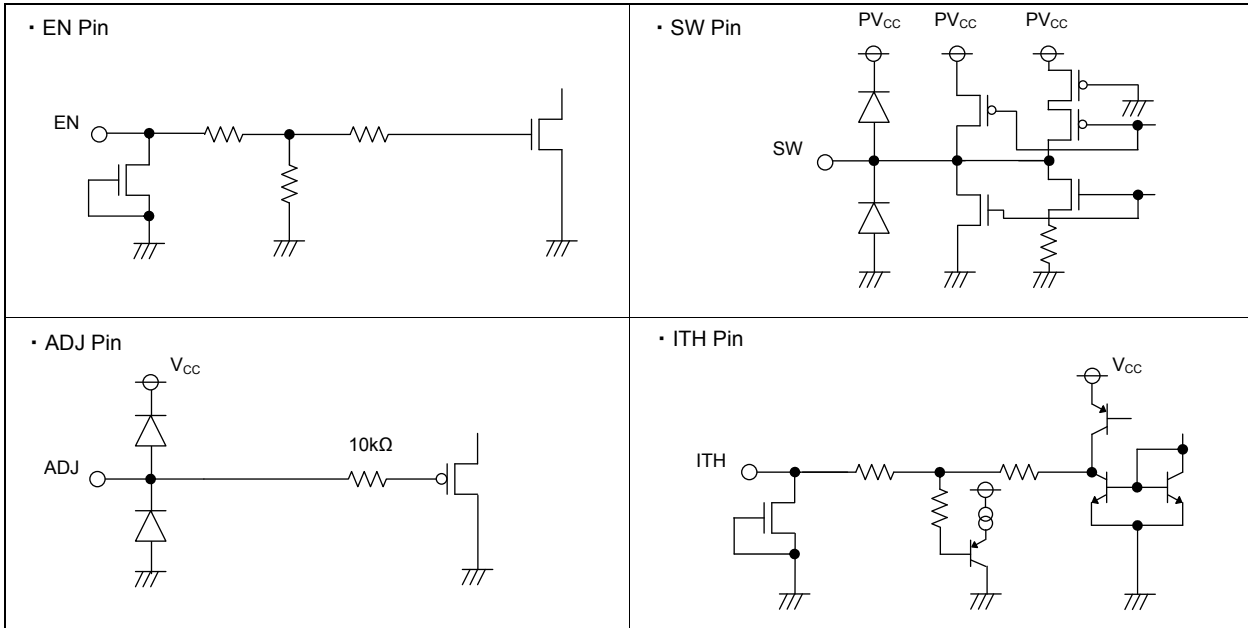 ・EN Pin
EN
・SW Pin
PVCC PVCC PVCC
SW
・ADJ Pin
VCC
10kΩ
ADJ
・ITH Pin
VCC
ITH